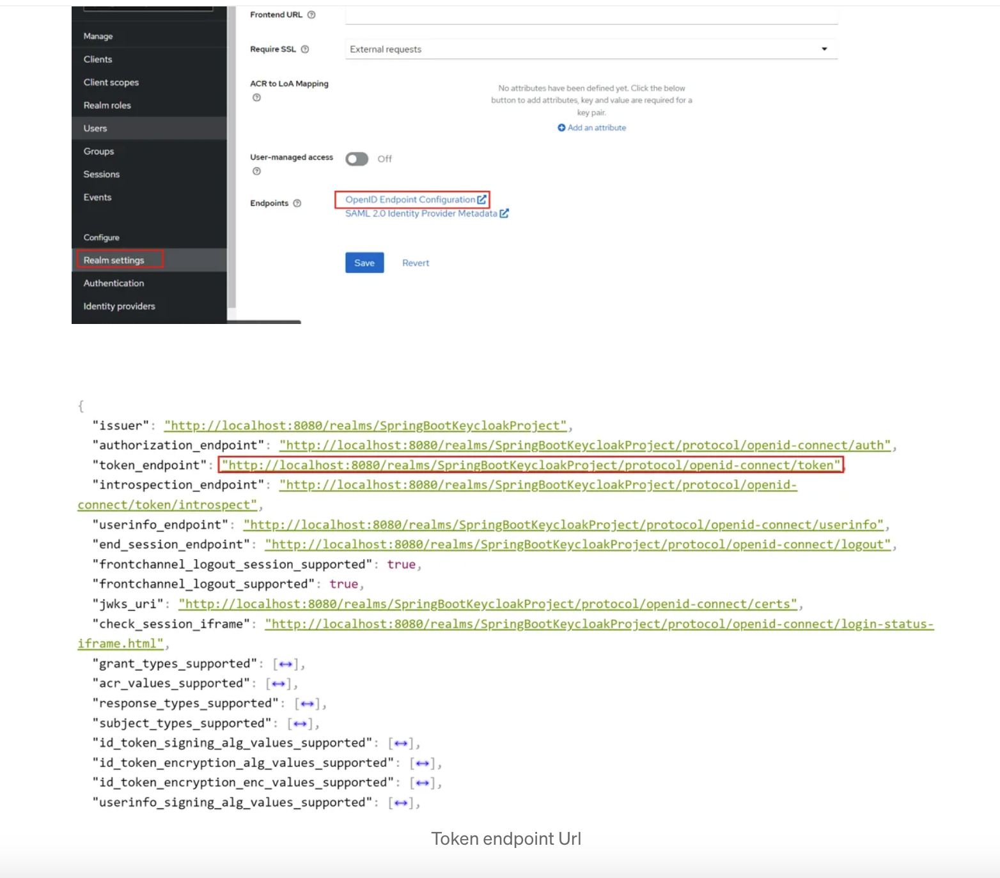 Manage
Clients
Client scopes
Realm roles
Users
Groups
Sessions
Events
Configure
Realm settings
Authentication
Identity providers
Frontend URL
Require SSL
External requests
ACR to LoA Mapping
No attributes have been defined yet. Click the below
button to add attributes, key and value are required for a
key pair.
Add an attribute
User-managed access
Off
Endpoints
OpenID Endpoint Configuration
SAML 2.0 Identity Provider Metadata
Save
Revert
{
"issuer": "http://localhost:8080/realms/SpringBootKeycloakProject",
"authorization_endpoint": "http://localhost:8080/realms/SpringBootKeycloakProject/protocol/openid-connect/auth",
"token_endpoint": "http://localhost:8080/realms/SpringBootKeycloakProject/protocol/openid-connect/token",
"introspection_endpoint": "http://localhost:8080/realms/SpringBootKeycloakProject/protocol/openid-
connect/token/introspect",
"userinfo_endpoint": "http://localhost:8080/realms/SpringBootKeycloakProject/protocol/openid-connect/userinfo",
"end_session_endpoint": "http://localhost:8080/realms/SpringBootKeycloakProject/protocol/openid-connect/logout",
"frontchannel_logout_session_supported": true,
"frontchannel_logout_supported": true,
"jwks_uri": "http://localhost:8080/realms/SpringBootKeycloakProject/protocol/openid-connect/certs",
"check_session_iframe": "http://localhost:8080/realms/SpringBootKeycloakProject/protocol/openid-connect/login-status-
iframe.html",
"grant_types_supported": [↔],
"acr_values_supported": [↔],
"response_types_supported": [↔],
"subject_types_supported": [↔],
"id_token_signing_alg_values_supported": [↔],
"id_token_encryption_alg_values_supported": [↔],
"id_token_encryption_enc_values_supported": [↔],
"userinfo_signing_alg_values_supported": [↔],
Token endpoint Url